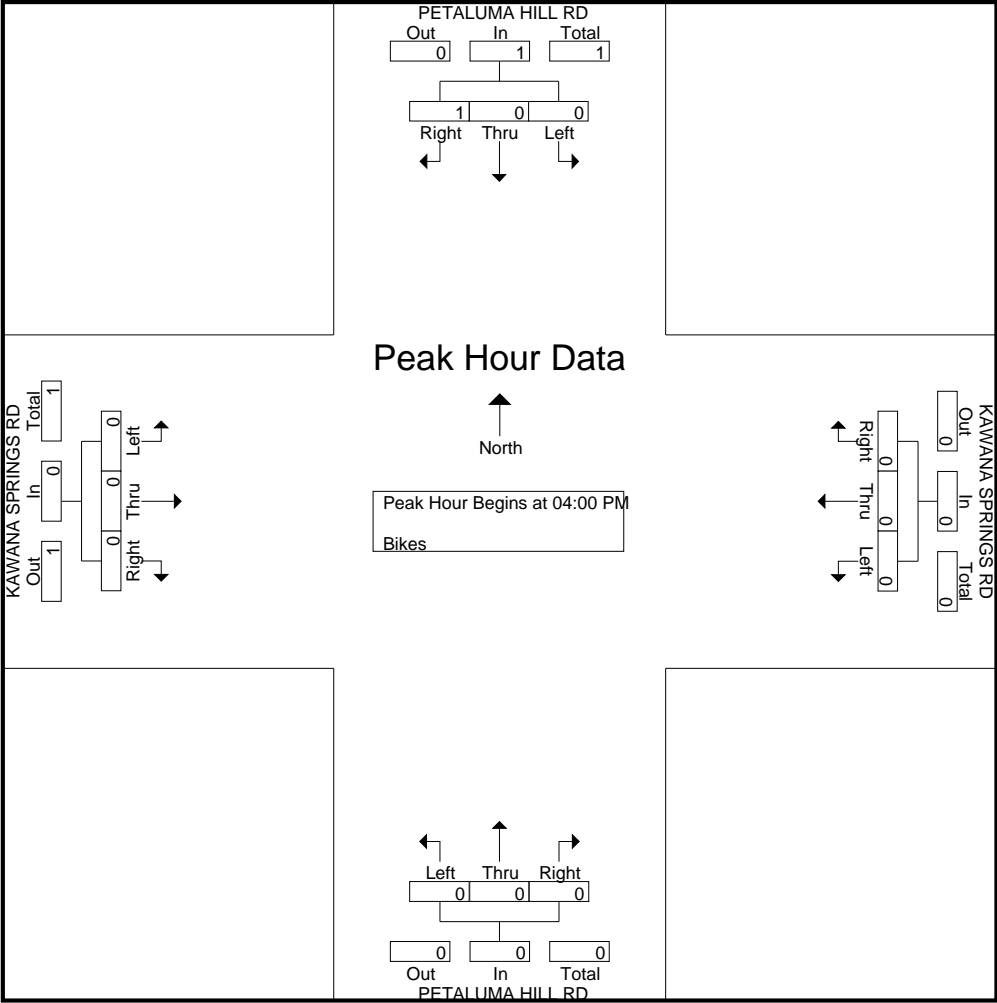 PETALUMA HILL RD
Out In Total
0 1 1
1 0 0
Right Thru Left
Peak Hour Data
North
Peak Hour Begins at 04:00 PM
Bikes
KAWANA SPRINGS RD
Out In Total
1 0 1
0 0 0
Left Thru Right
KAWANA SPRINGS RD
Out In Total
0 0 0
0 0 0
Right Thru Left
Left Thru Right
0 0 0
0 0 0
Out In Total
PETALUMA HILL RD